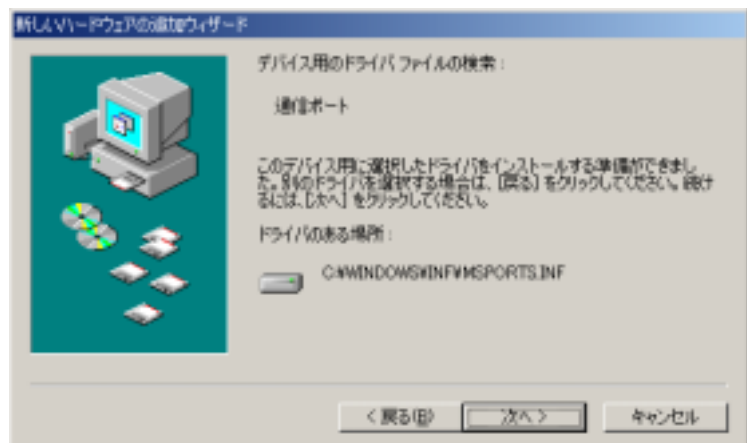 新しいハードウェアの追加ウィザード
デバイス用のドライバ ファイルの検索 :
通信ポート
このデバイス用に選択したドライバをインストールする準備ができまし
た。別のドライバを選択する場合は、[戻る] をクリックしてください。続け
るには、[次へ] をクリックしてください。
ドライバのある場所 :
C:¥WINDOWS¥INF¥MSPORTS.INF
< 戻る(B)
次へ >
キャンセル